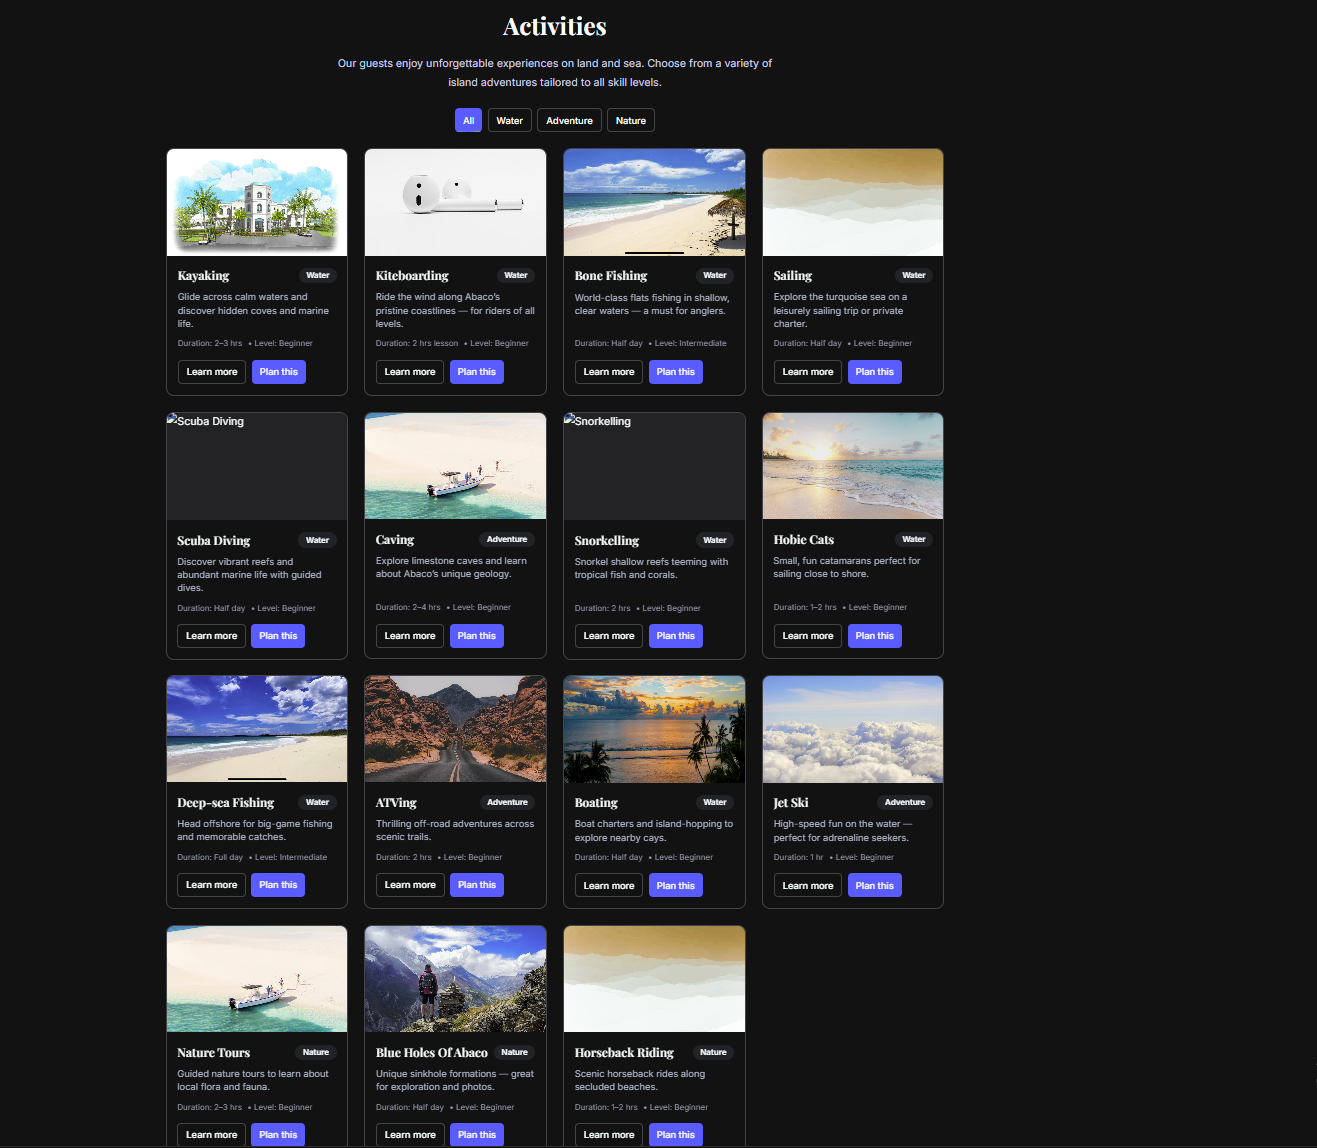 Activities
Our guests enjoy unforgettable experiences on land and sea. Choose from a variety of
island adventures tailored to all skill levels.
All
Water
Adventure
Nature
Kayaking
Water
Glide across calm waters and
discover hidden coves and marine
life.
Duration: 2–3 hrs • Level: Beginner
Learn more
Plan this
Kiteboarding
Water
Ride the wind along Abaco's
pristine coastlines — for riders of all
levels.
Duration: 2 hrs lesson • Level: Beginner
Learn more
Plan this
Bone Fishing
Water
World-class flats fishing in shallow,
clear waters — a must for anglers.
Duration: Half day • Level: Intermediate
Learn more
Plan this
Sailing
Water
Explore the turquoise sea on a
leisurely sailing trip or private
charter.
Duration: Half day • Level: Beginner
Learn more
Plan this
Scuba Diving
Scuba Diving
Water
Discover vibrant reefs and
abundant marine life with guided
dives.
Duration: Half day • Level: Beginner
Learn more
Plan this
Caving
Adventure
Explore limestone caves and learn
about Abaco's unique geology.
Duration: 2–4 hrs • Level: Beginner
Learn more
Plan this
Snorkelling
Snorkelling
Water
Snorkel shallow reefs teeming with
tropical fish and corals.
Duration: 2 hrs • Level: Beginner
Learn more
Plan this
Hobie Cats
Water
Small, fun catamarans perfect for
sailing close to shore.
Duration: 1–2 hrs • Level: Beginner
Learn more
Plan this
Deep-sea Fishing
Water
Head offshore for big-game fishing
and memorable catches.
Duration: Full day • Level: Intermediate
Learn more
Plan this
ATVing
Adventure
Thrilling off-road adventures across
scenic trails.
Duration: 2 hrs • Level: Beginner
Learn more
Plan this
Boating
Water
Boat charters and island-hopping to
explore nearby cays.
Duration: Half day • Level: Beginner
Learn more
Plan this
Jet Ski
Adventure
High-speed fun on the water —
perfect for adrenaline seekers.
Duration: 1 hr • Level: Beginner
Learn more
Plan this
Nature Tours
Nature
Guided nature tours to learn about
local flora and fauna.
Duration: 2–3 hrs • Level: Beginner
Learn more
Plan this
Blue Holes Of Abaco
Nature
Unique sinkhole formations — great
for exploration and photos.
Duration: Half day • Level: Beginner
Learn more
Plan this
Horseback Riding
Nature
Scenic horseback rides along
secluded beaches.
Duration: 1–2 hrs • Level: Beginner
Learn more
Plan this